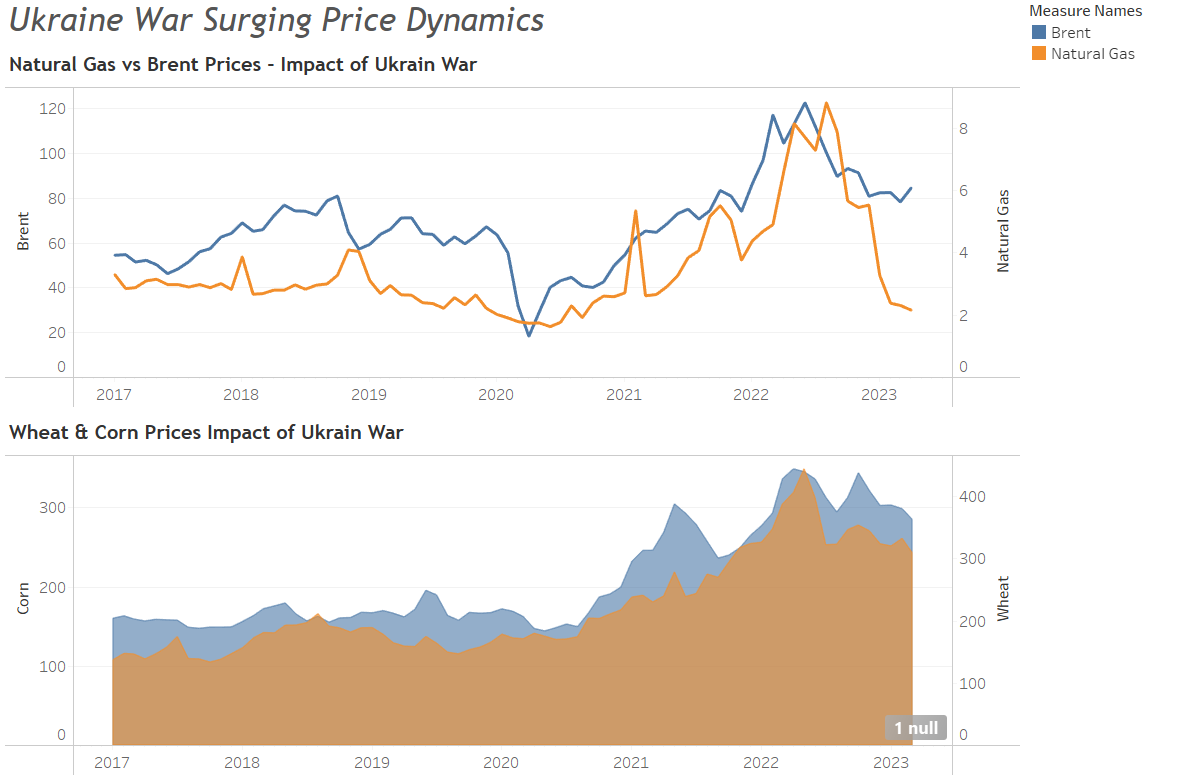 Ukraine War Surging Price Dynamics
Measure Names
Brent
Natural Gas
Natural Gas vs Brent Prices - Impact of Ukrain War
Brent
120
100
80
60
40
20
0
Natural Gas
8
6
4
2
0
2017 2018 2019 2020 2021 2022 2023
Wheat & Corn Prices Impact of Ukrain War
Corn
300
200
100
0
Wheat
400
300
200
100
0
1 null
2017 2018 2019 2020 2021 2022 2023